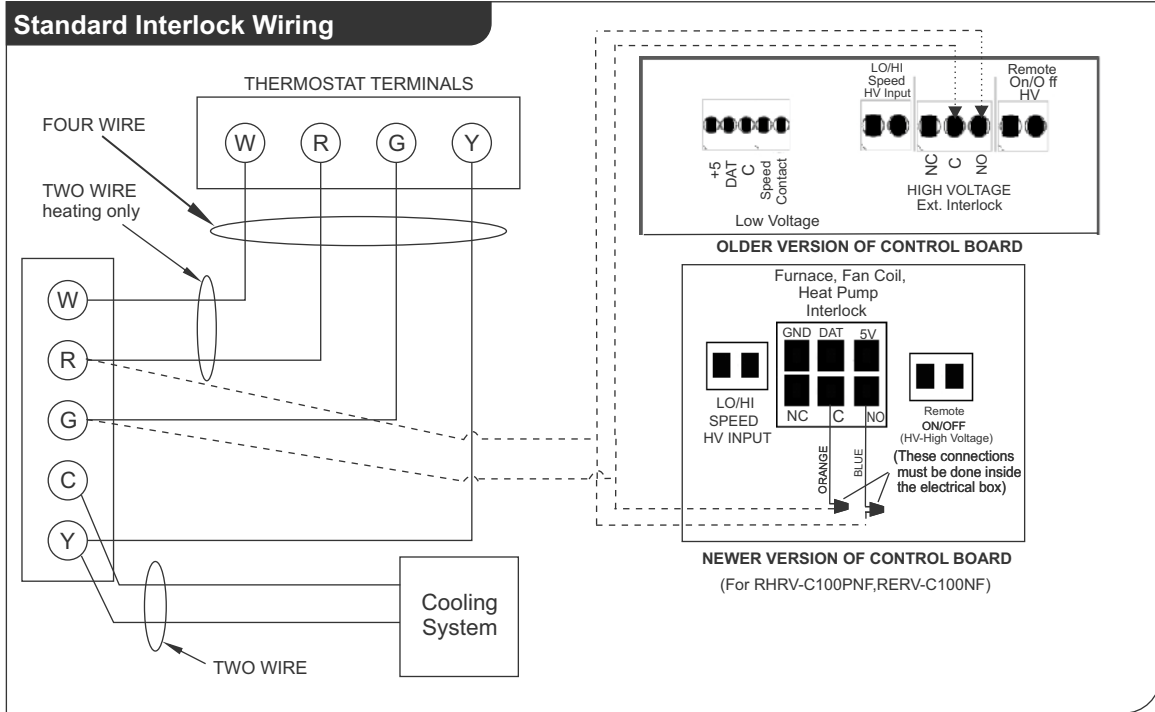 Standard Interlock Wiring
THERMOSTAT TERMINALS
FOUR WIRE
W R G Y
TWO WIRE
heating only
W
R
G
C
Y
Cooling
System
TWO WIRE
LO/HI
Speed
HV Input
Remote
On/O ff
HV
+5
DAT
C
Speed
Contact
Low Voltage
NC
C
NO
HIGH VOLTAGE
Ext. Interlock
OLDER VERSION OF CONTROL BOARD
Furnace, Fan Coil,
Heat Pump
Interlock
GND DAT 5V
NC C NO
LO/HI
SPEED
HV INPUT
Remote
ON/OFF
(HV-High Voltage)
ORANGE
BLUE
(These connections
must be done inside
the electrical box)
NEWER VERSION OF CONTROL BOARD
(For RHRV-C100PNF,RERV-C100NF)